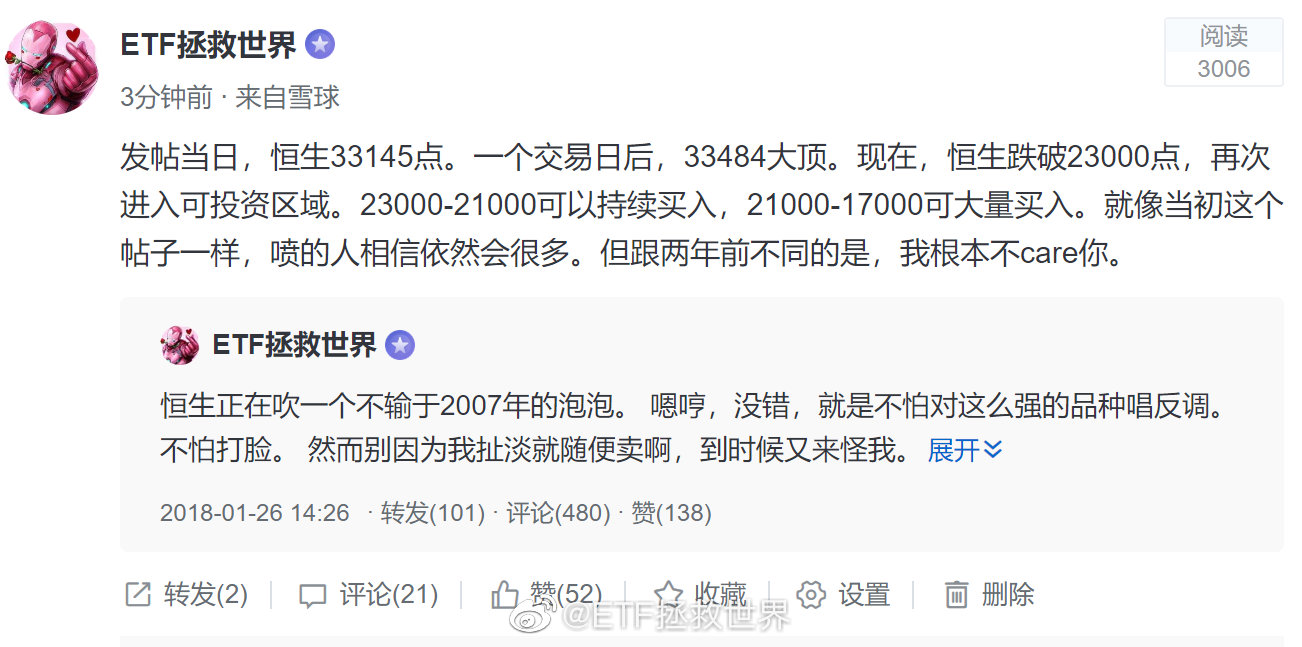 ETF拯救世界
阅读
3006
3分钟前 · 来自雪球
发帖当日，恒生33145点。一个交易日后，33484大顶。现在，恒生跌破23000点，再次
进入可投资区域。23000-21000可以持续买入，21000-17000可大量买入。就像当初这个
帖子一样，喷的人相信依然会很多。但跟两年前不同的是，我根本不care你。
ETF拯救世界
恒生正在吹一个不输于2007年的泡泡。 嗯哼，没错，就是不怕对这么强的品种唱反调。
不怕打脸。 然而别因为我扯淡就随便卖啊，到时候又来怪我。 展开
2018-01-26 14:26 · 转发(101) · 评论(480) · 赞(138)
转发(2) 评论(21) 赞(52) 收藏 设置 删除
@ETF拯救世界